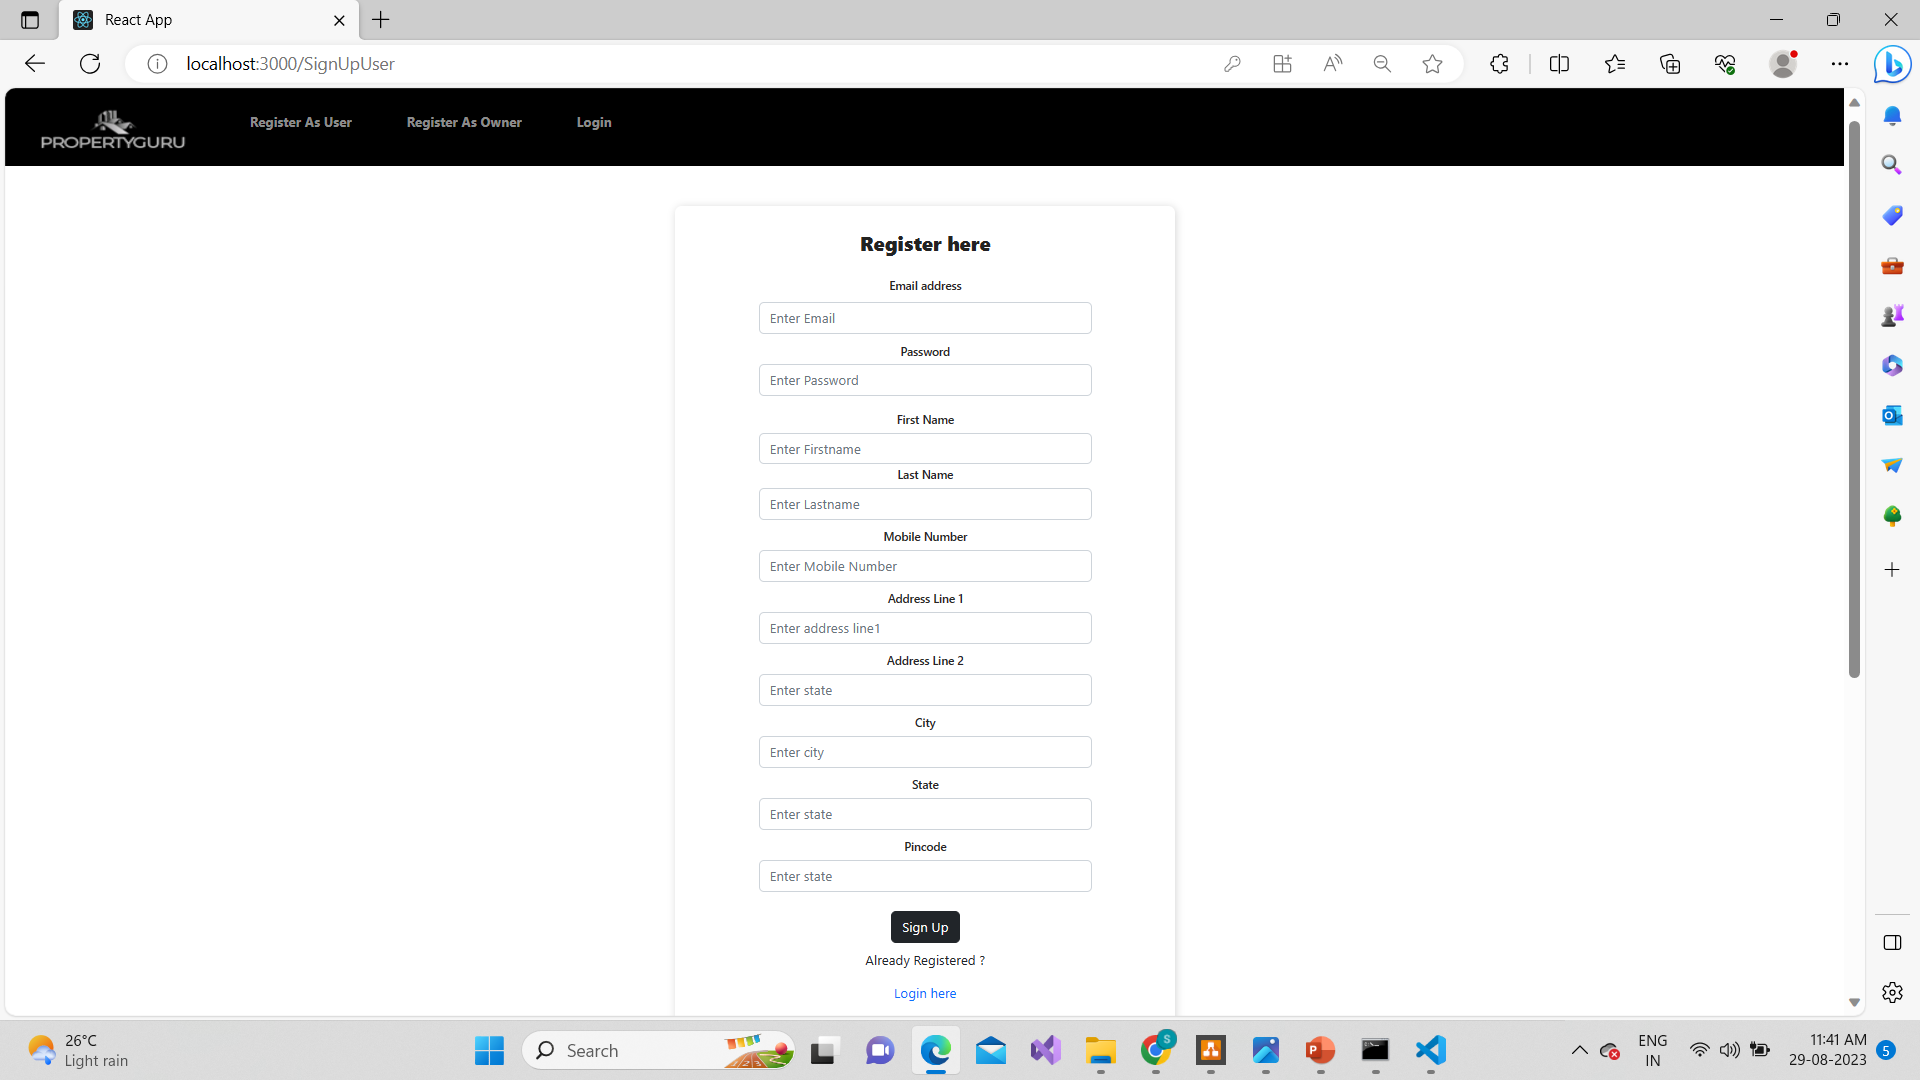 React App
localhost:3000/SignUpUser
PROPERTYGURU
Register As User
Register As Owner
Login
Register here
Email address
Enter Email
Password
Enter Password
First Name
Enter Firstname
Last Name
Enter Lastname
Mobile Number
Enter Mobile Number
Address Line 1
Enter address line1
Address Line 2
Enter state
City
Enter city
State
Enter state
Pincode
Enter state
Sign Up
Already Registered ?
Login here
26°C
Light rain
Search
S
ENG
IN
11:41 AM
29-08-2023
5